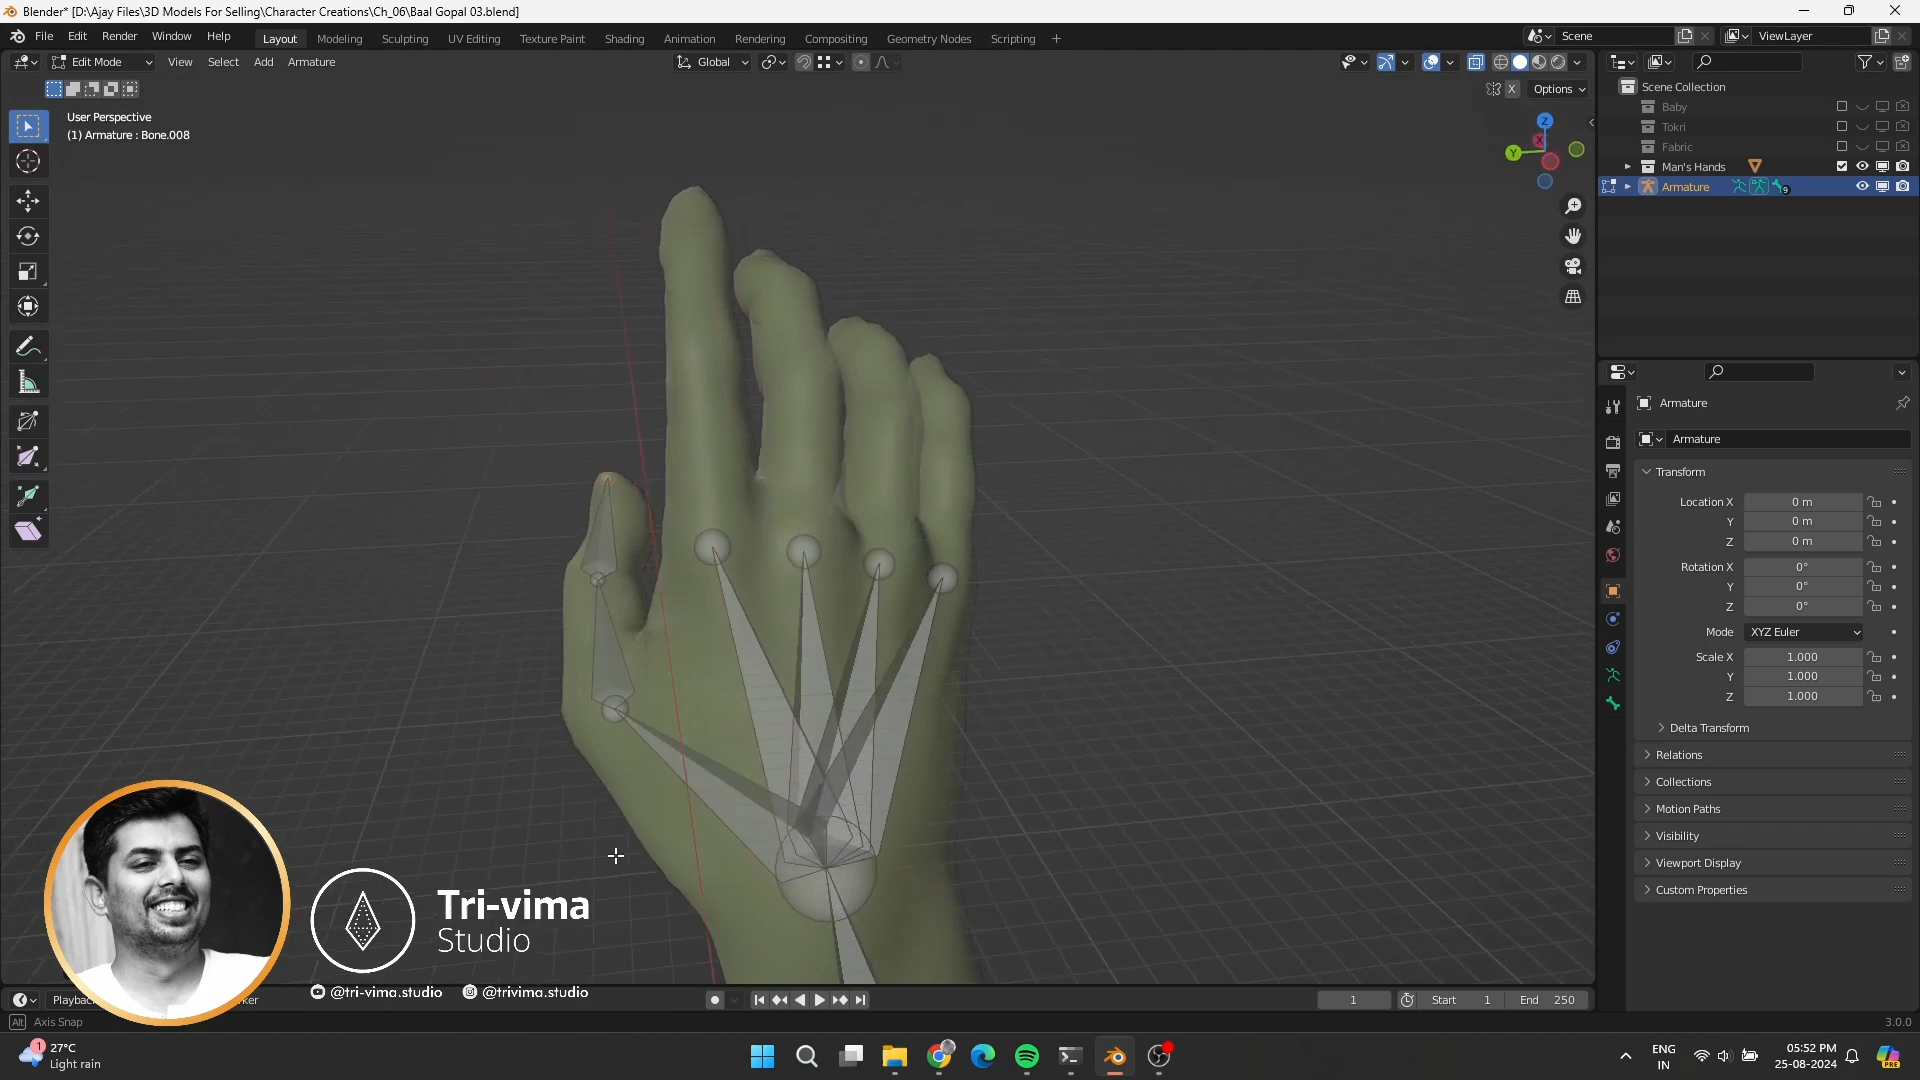 Blender* [D:\Ajay Files\3D Models For Selling\Character Creations\Ch_06\Baal Gopal 03.blend]
File Edit Render Window Help Layout Modeling Sculpting UV Editing Texture Paint Shading Animation Rendering Compositing Geometry Nodes Scripting + Scene ViewLayer
Edit Mode View Select Add Armature Global
X Options
User Perspective
(1) Armature : Bone.008
Z
X
Y
Scene Collection
Baby
Tokri
Fabric
Man's Hands
Armature 9
Armature
Armature
Transform
Location X 0 m
Y 0 m
Z 0 m
Rotation X 0°
Y 0°
Z 0°
Mode XYZ Euler
Scale X 1.000
Y 1.000
Z 1.000
Delta Transform
Relations
Collections
Motion Paths
Visibility
Viewport Display
Custom Properties
Tri-vima
Studio
@tri-vima.studio @trivima.studio
1 Start 1 End 250
Alt Axis Snap
3.0.0
1
27°C
Light rain
ENG
IN
05:52 PM
25-08-2024
PRE